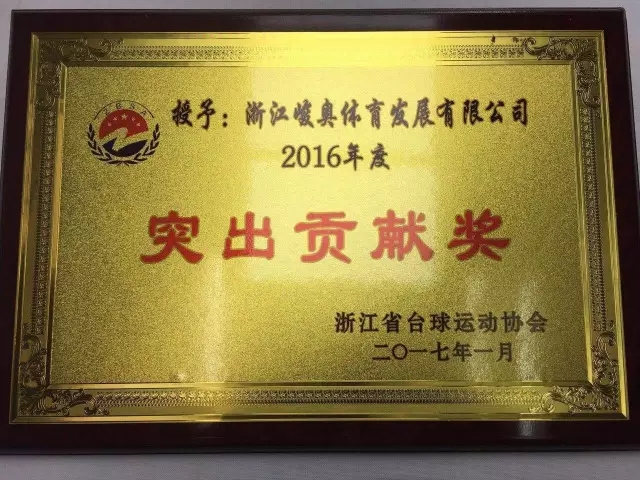 授予：浙江峻奥体育发展有限公司
2016年度
突出贡献奖
浙江省台球运动协会
二〇一七年一月